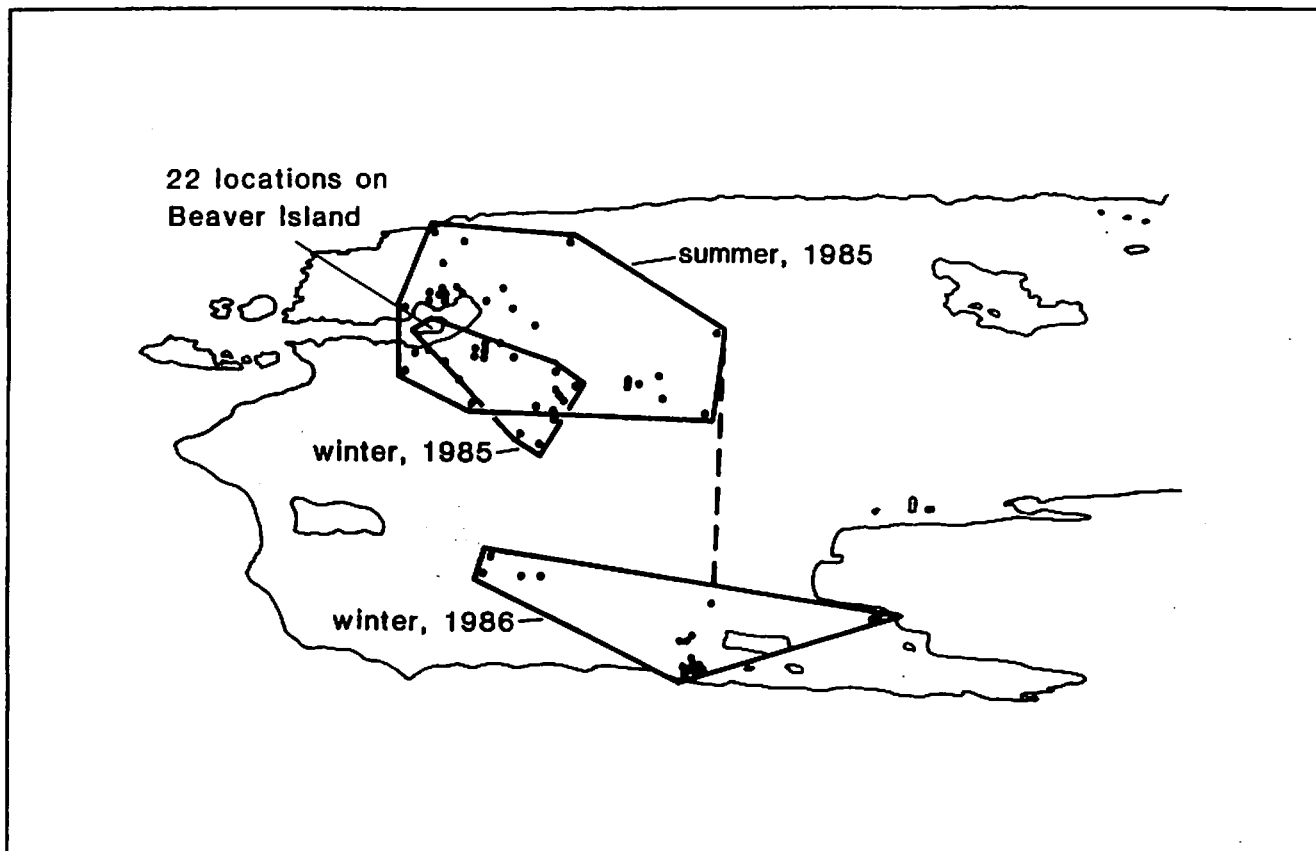 22 locations on
Beaver Island
summer, 1985
winter, 1985
winter, 1986